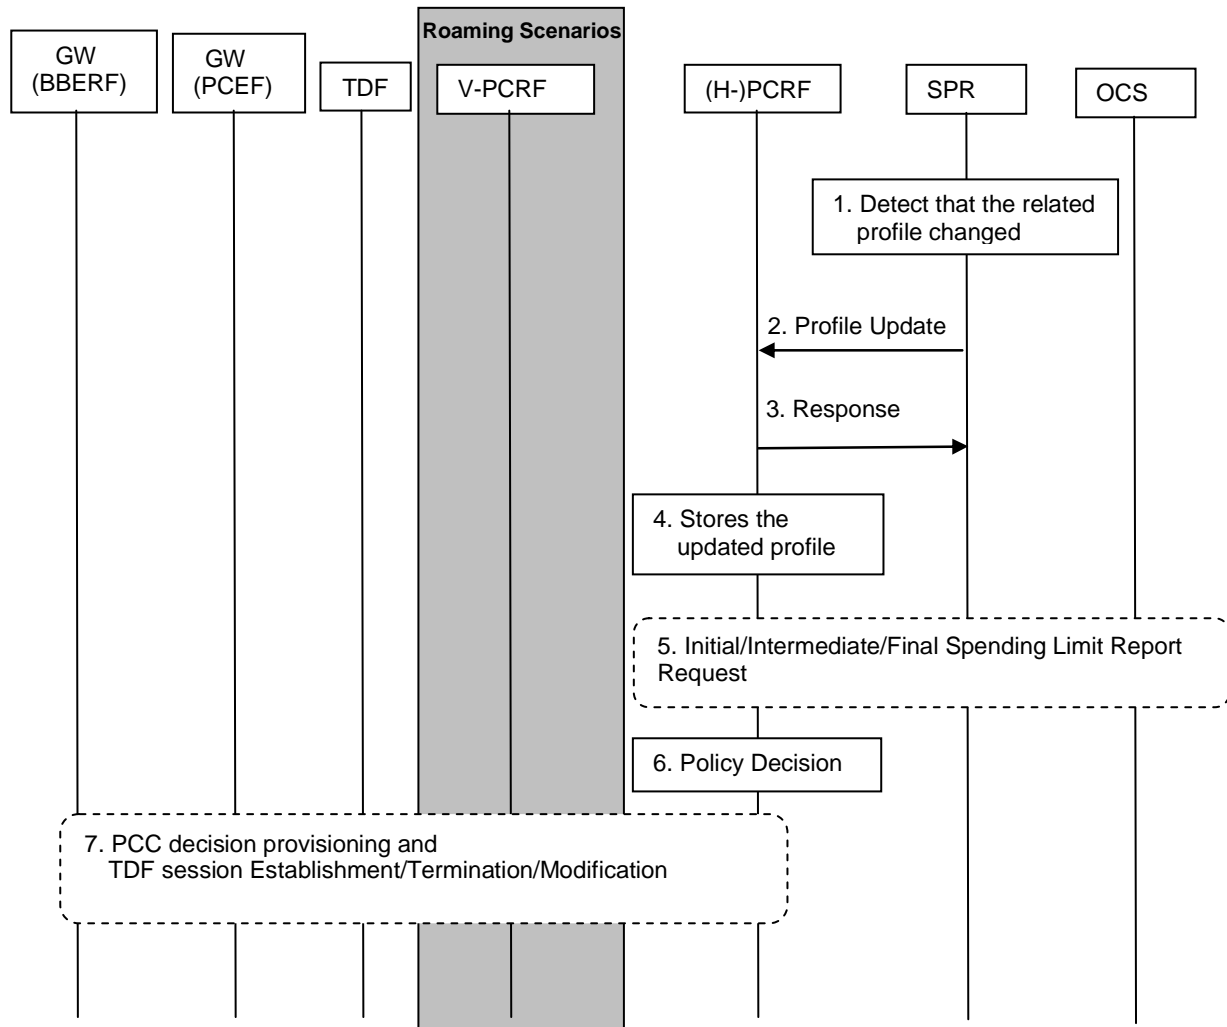 Roaming Scenarios
GW
(BBERF)
GW
(PCEF)
TDF
V-PCRF
(H-)PCRF
SPR
OCS
1. Detect that the related
profile changed
2. Profile Update
3. Response
4. Stores the
updated profile
5. Initial/Intermediate/Final Spending Limit Report
Request
6. Policy Decision
7. PCC decision provisioning and
TDF session Establishment/Termination/Modification